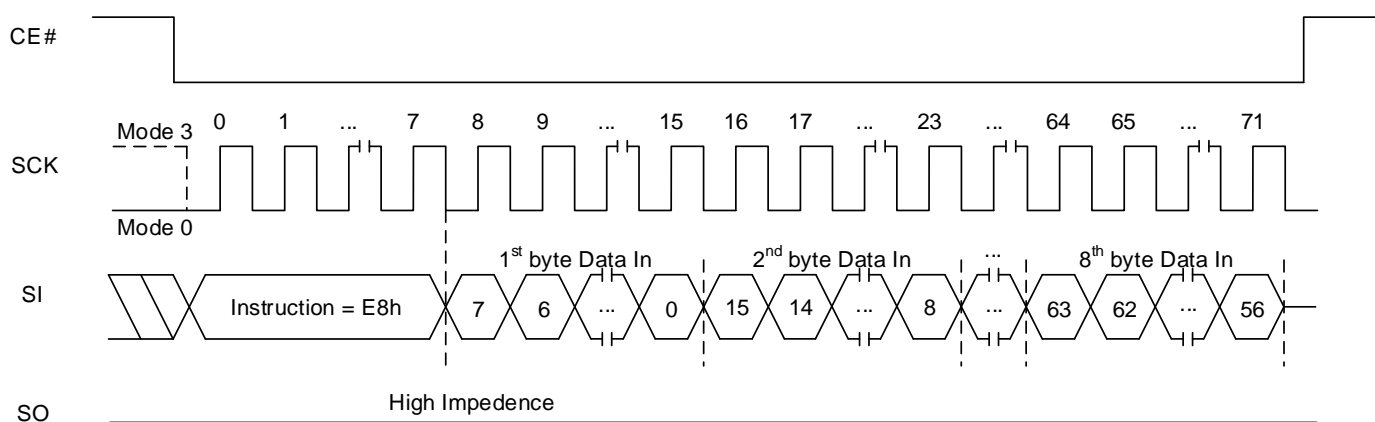 CE#
Mode 3 0 1 ... 7 8 9 ... 15 16 17 ... 23 ... 64 65 ... 71
SCK
Mode 0
1st byte Data In 2nd byte Data In ... 8th byte Data In
SI Instruction = E8h 7 6 ... 0 15 14 ... 8 ... 63 62 ... 56
High Impedence
SO